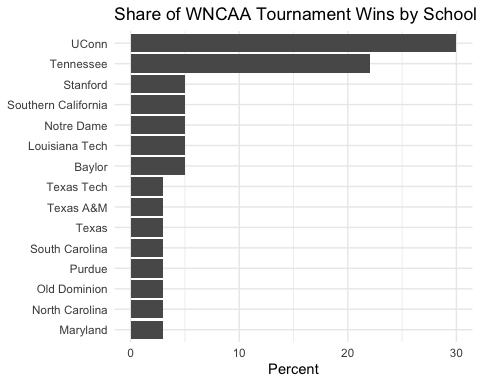 Share of WNCAA Tournament Wins by School
UConn
Tennessee
Stanford
Southern California
Notre Dame
Louisiana Tech
Baylor
Texas Tech
Texas A&M
Texas
South Carolina
Purdue
Old Dominion
North Carolina
Maryland
0 10 20 30
Percent